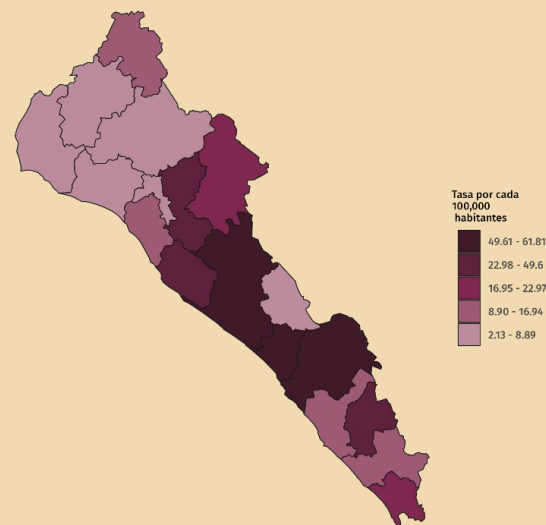 Tasa por cada
100,000
habitantes
49.61 - 61.81
22.98 - 49.6
16.95 - 22.97
8.90 - 16.94
2.13 - 8.89